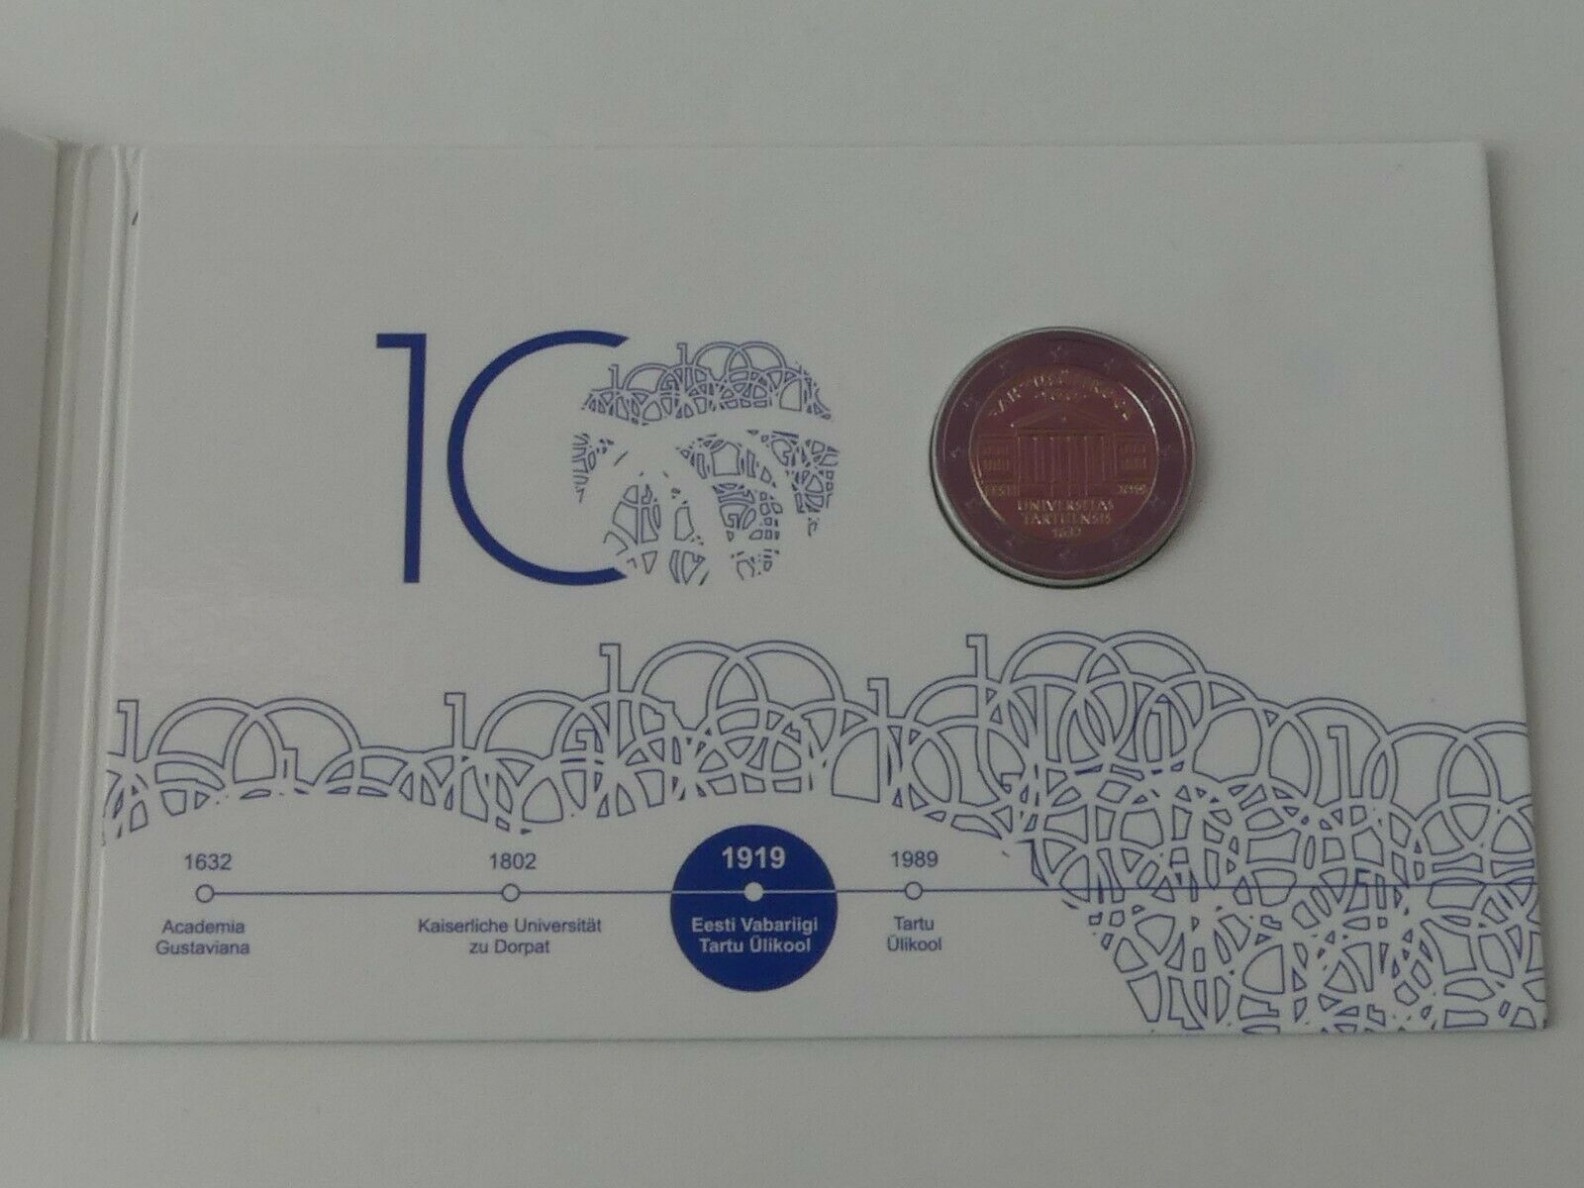 100
UNIVERSITAS
TARTUENSIS
1632
1632
Academia
Gustaviana
1802
Kaiserliche Universität
zu Dorpat
1919
Eesti Vabariigi
Tartu Ülikool
1989
Tartu
Ülikool